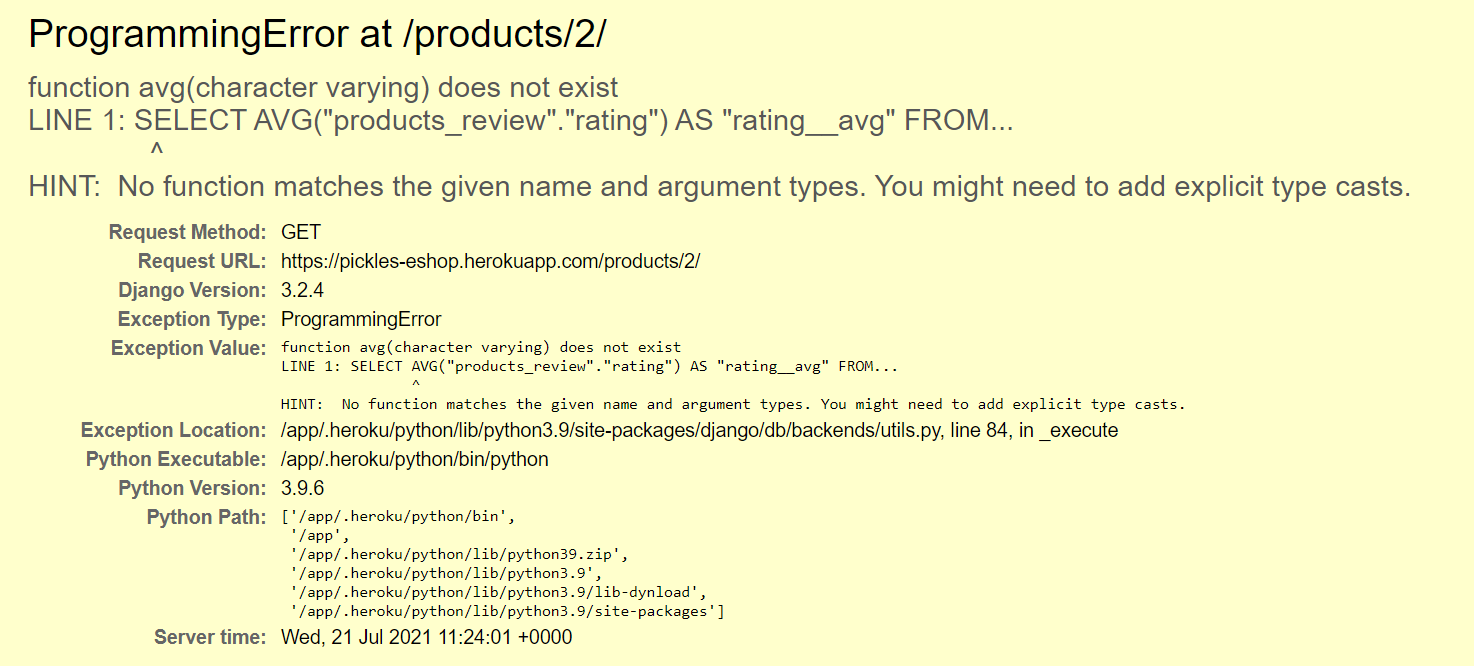 ProgrammingError at /products/2/
function avg(character varying) does not exist
LINE 1: SELECT AVG("products_review"."rating") AS "rating__avg" FROM...
^
HINT:  No function matches the given name and argument types. You might need to add explicit type casts.
Request Method: GET
Request URL: https://pickles-eshop.herokuapp.com/products/2/
Django Version: 3.2.4
Exception Type: ProgrammingError
Exception Value: function avg(character varying) does not exist
LINE 1: SELECT AVG("products_review"."rating") AS "rating__avg" FROM...
^
HINT:  No function matches the given name and argument types. You might need to add explicit type casts.
Exception Location: /app/.heroku/python/lib/python3.9/site-packages/django/db/backends/utils.py, line 84, in _execute
Python Executable: /app/.heroku/python/bin/python
Python Version: 3.9.6
Python Path: ['/app/.heroku/python/bin',
'/app',
'/app/.heroku/python/lib/python39.zip',
'/app/.heroku/python/lib/python3.9',
'/app/.heroku/python/lib/python3.9/lib-dynload',
'/app/.heroku/python/lib/python3.9/site-packages']
Server time: Wed, 21 Jul 2021 11:24:01 +0000